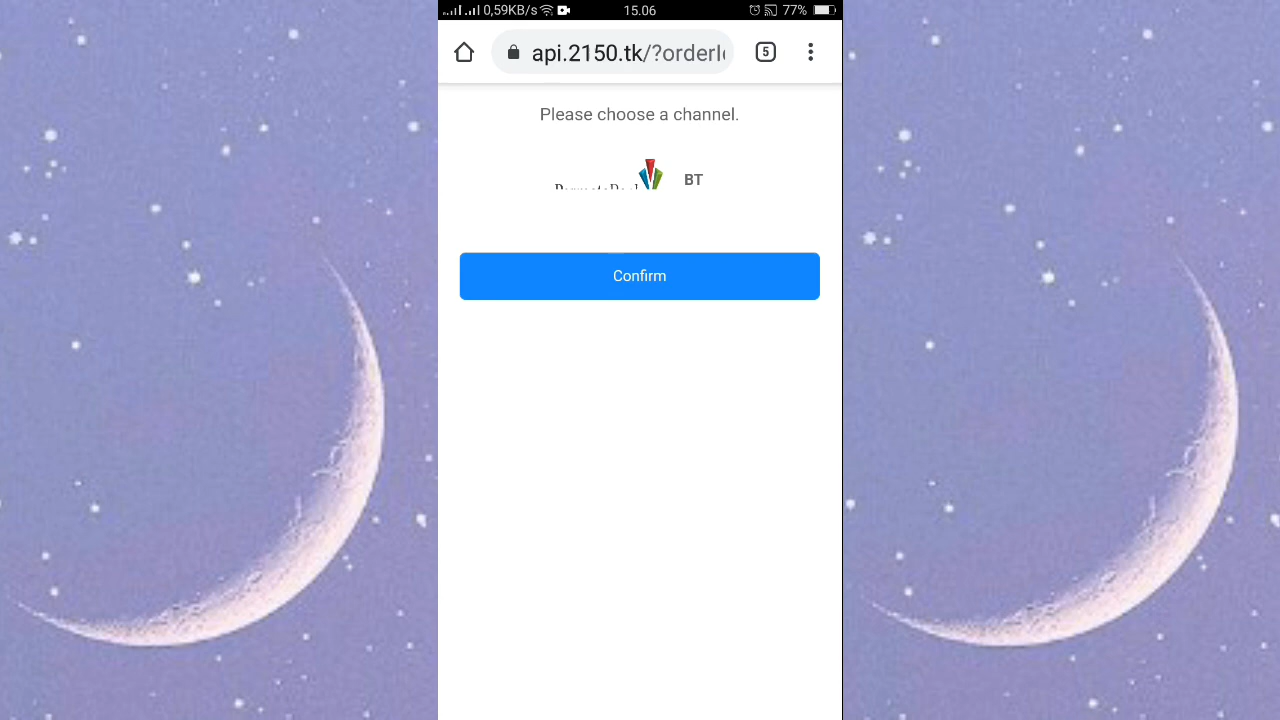 0,59KB/s 15.06 77%
api.2150.tk/?orderI
5
Please choose a channel.
BT
Confirm